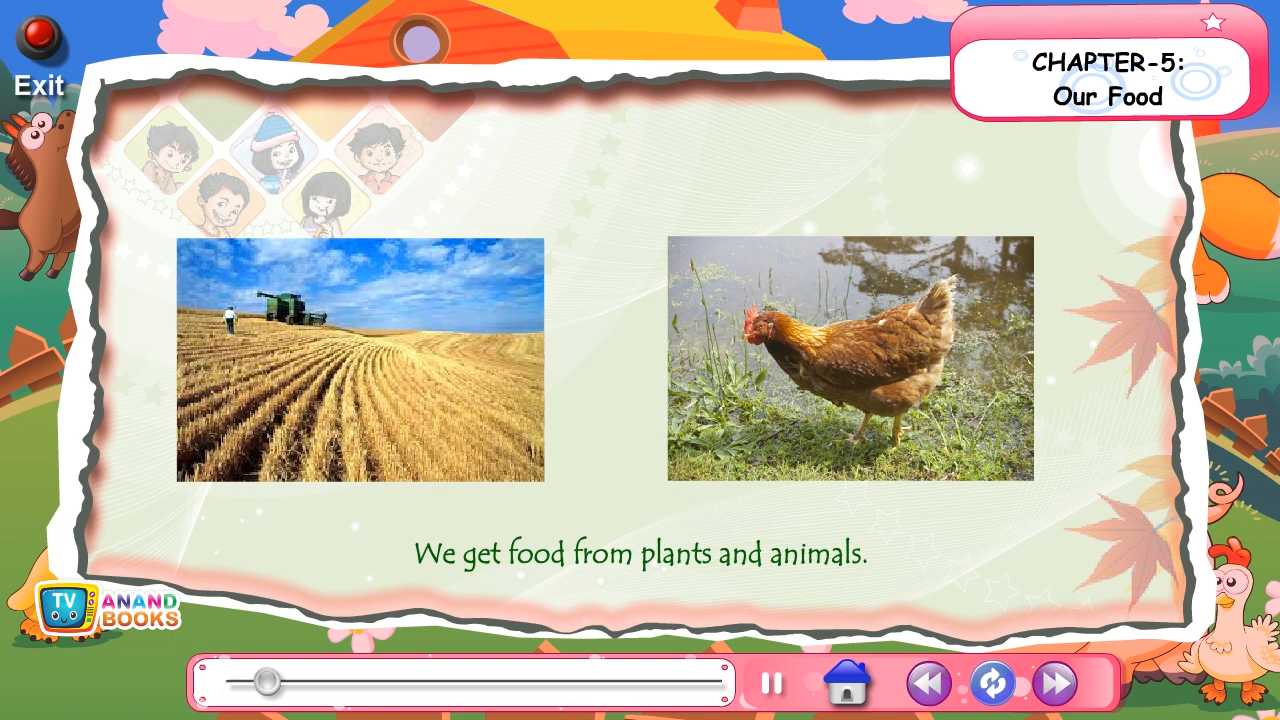 Exit
CHAPTER-5:
Our Food
We get food from plants and animals.
TV
ANAND
BOOKS